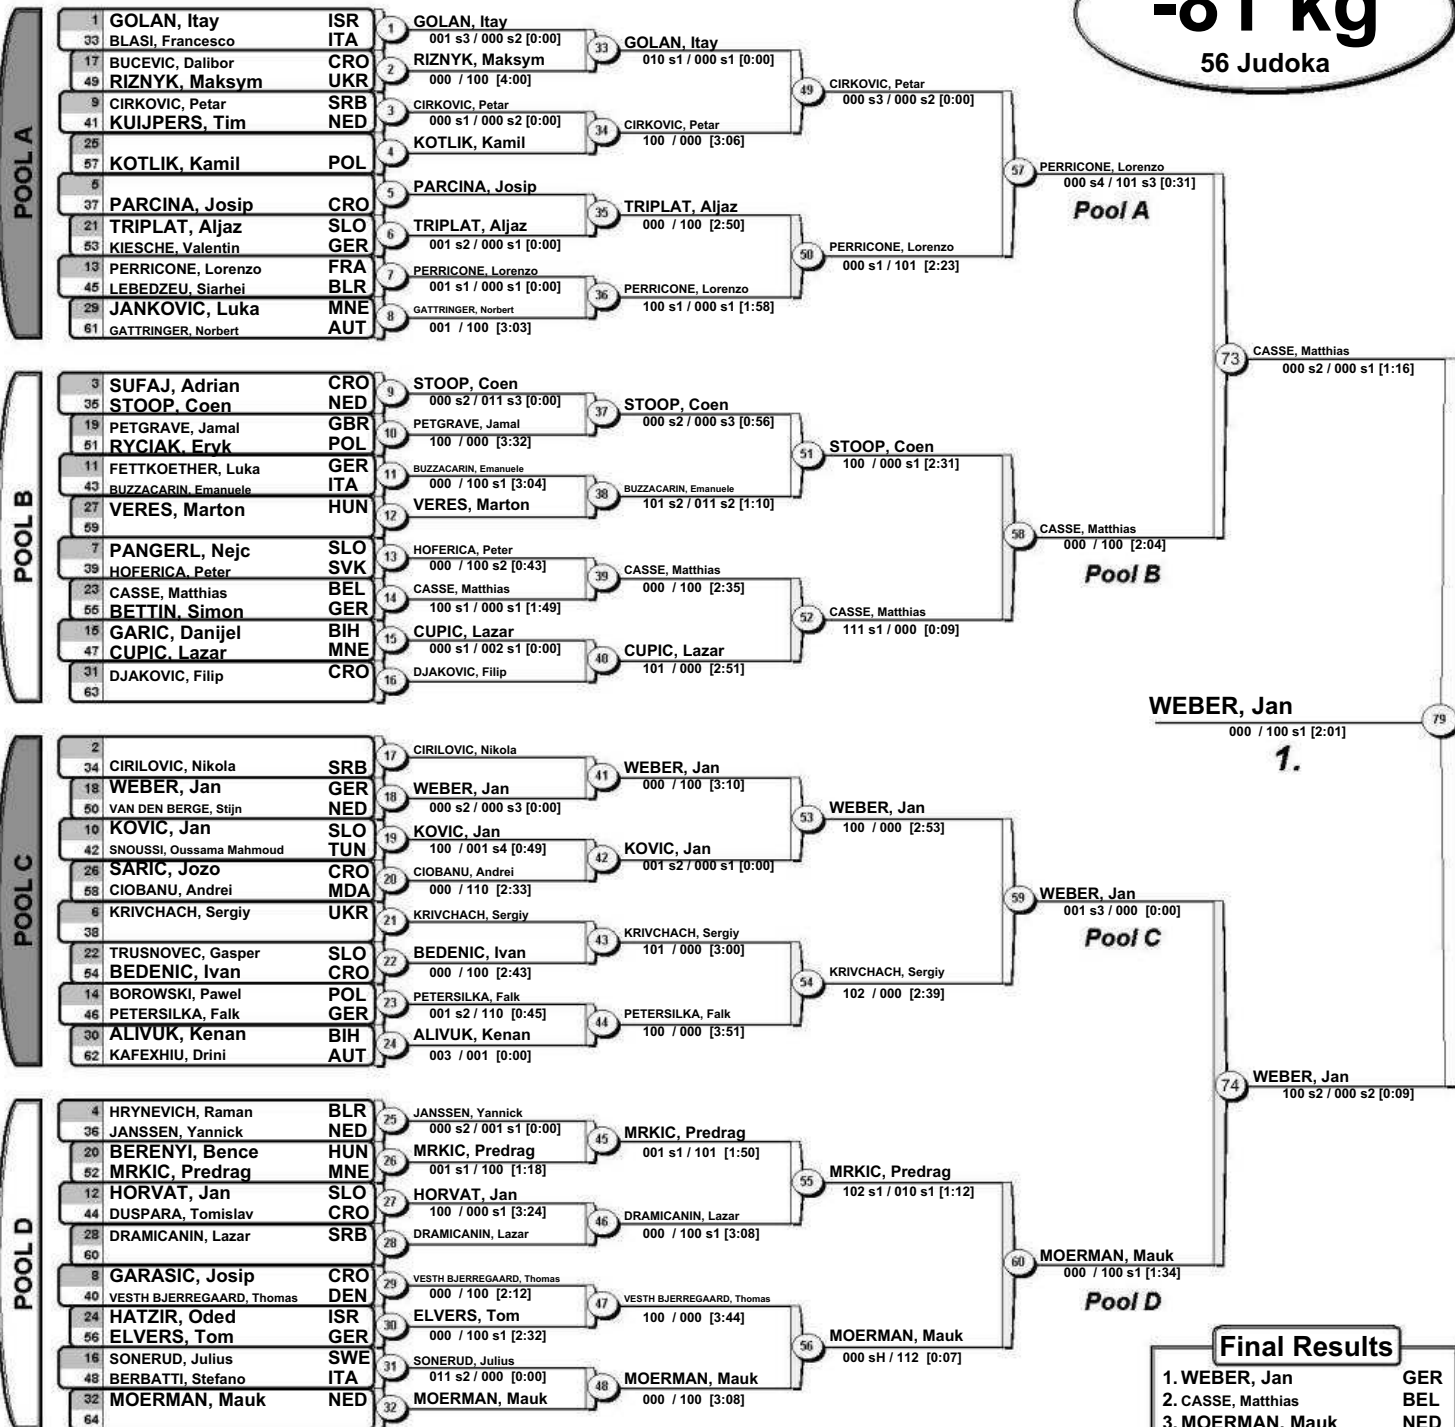 -81 kg
56 Judoka
POOL A
1 GOLAN, Itay ISR
33 BLASI, Francesco ITA
17 BUCEVIC, Dalibor CRO
49 RIZNYK, Maksym UKR
9 CIRKOVIC, Petar SRB
41 KUIJPERS, Tim NED
25
57 KOTLIK, Kamil POL
5
37 PARCINA, Josip CRO
21 TRIPLAT, Aljaz SLO
53 KIESCHE, Valentin GER
13 PERRICONE, Lorenzo FRA
45 LEBEDZEU, Siarhei BLR
29 JANKOVIC, Luka MNE
61 GATTRINGER, Norbert AUT
1 GOLAN, Itay
001 s3 / 000 s2 [0:00]
2 RIZNYK, Maksym
000 / 100 [4:00]
3 CIRKOVIC, Petar
000 s1 / 000 s2 [0:00]
4 KOTLIK, Kamil
5 PARCINA, Josip
6 TRIPLAT, Aljaz
001 s2 / 000 s1 [0:00]
7 PERRICONE, Lorenzo
001 s1 / 000 s1 [0:00]
8 GATTRINGER, Norbert
001 / 100 [3:03]
33 GOLAN, Itay
010 s1 / 000 s1 [0:00]
34 CIRKOVIC, Petar
100 / 000 [3:06]
35 TRIPLAT, Aljaz
000 / 100 [2:50]
36 PERRICONE, Lorenzo
100 s1 / 000 s1 [1:58]
49 CIRKOVIC, Petar
000 s3 / 000 s2 [0:00]
50 PERRICONE, Lorenzo
000 s1 / 101 [2:23]
57 PERRICONE, Lorenzo
000 s4 / 101 s3 [0:31]
Pool A
POOL B
3 SUFAJ, Adrian CRO
35 STOOP, Coen NED
19 PETGRAVE, Jamal GBR
51 RYCIAK, Eryk POL
11 FETTKOETHER, Luka GER
43 BUZZACARIN, Emanuele ITA
27 VERES, Marton HUN
59
7 PANGERL, Nejc SLO
39 HOFERICA, Peter SVK
23 CASSE, Matthias BEL
55 BETTIN, Simon GER
15 GARIC, Danijel BIH
47 CUPIC, Lazar MNE
31 DJAKOVIC, Filip CRO
63
9 STOOP, Coen
000 s2 / 011 s3 [0:00]
10 PETGRAVE, Jamal
100 / 000 [3:32]
11 BUZZACARIN, Emanuele
000 / 100 s1 [3:04]
12 VERES, Marton
13 HOFERICA, Peter
000 / 100 s2 [0:43]
14 CASSE, Matthias
100 s1 / 000 s1 [1:49]
15 CUPIC, Lazar
000 s1 / 002 s1 [0:00]
16 DJAKOVIC, Filip
37 STOOP, Coen
000 s2 / 000 s3 [0:56]
38 BUZZACARIN, Emanuele
101 s2 / 011 s2 [1:10]
39 CASSE, Matthias
000 / 100 [2:35]
40 CUPIC, Lazar
101 / 000 [2:51]
51 STOOP, Coen
100 / 000 s1 [2:31]
52 CASSE, Matthias
111 s1 / 000 [0:09]
58 CASSE, Matthias
000 / 100 [2:04]
Pool B
73 CASSE, Matthias
000 s2 / 000 s1 [1:16]
WEBER, Jan 79
000 / 100 s1 [2:01]
1.
POOL C
2
34 CIRILOVIC, Nikola SRB
18 WEBER, Jan GER
50 VAN DEN BERGE, Stijn NED
10 KOVIC, Jan SLO
42 SNOUSSI, Oussama Mahmoud TUN
26 SARIC, Jozo CRO
58 CIOBANU, Andrei MDA
6 KRIVCHACH, Sergiy UKR
38
22 TRUSNOVEC, Gasper SLO
54 BEDENIC, Ivan CRO
14 BOROWSKI, Pawel POL
46 PETERSILKA, Falk GER
30 ALIVUK, Kenan BIH
62 KAFEXHIU, Drini AUT
17 CIRILOVIC, Nikola
18 WEBER, Jan
000 s2 / 000 s3 [0:00]
19 KOVIC, Jan
100 / 001 s4 [0:49]
20 CIOBANU, Andrei
000 / 110 [2:33]
21 KRIVCHACH, Sergiy
22 BEDENIC, Ivan
000 / 100 [2:43]
23 PETERSILKA, Falk
001 s2 / 110 [0:45]
24 ALIVUK, Kenan
003 / 001 [0:00]
41 WEBER, Jan
000 / 100 [3:10]
42 KOVIC, Jan
001 s2 / 000 s1 [0:00]
43 KRIVCHACH, Sergiy
101 / 000 [3:00]
44 PETERSILKA, Falk
100 / 000 [3:51]
53 WEBER, Jan
100 / 000 [2:53]
54 KRIVCHACH, Sergiy
102 / 000 [2:39]
59 WEBER, Jan
001 s3 / 000 [0:00]
Pool C
74 WEBER, Jan
100 s2 / 000 s2 [0:09]
POOL D
4 HRYNEVICH, Raman BLR
36 JANSSEN, Yannick NED
20 BERENYI, Bence HUN
52 MRKIC, Predrag MNE
12 HORVAT, Jan SLO
44 DUSPARA, Tomislav CRO
28 DRAMICANIN, Lazar SRB
60
8 GARASIC, Josip CRO
40 VESTH BJERREGAARD, Thomas DEN
24 HATZIR, Oded ISR
56 ELVERS, Tom GER
16 SONERUD, Julius SWE
48 BERBATTI, Stefano ITA
32 MOERMAN, Mauk NED
64
25 JANSSEN, Yannick
000 s2 / 001 s1 [0:00]
26 MRKIC, Predrag
001 s1 / 100 [1:18]
27 HORVAT, Jan
100 / 000 s1 [3:24]
28 DRAMICANIN, Lazar
29 VESTH BJERREGAARD, Thomas
000 / 100 [2:12]
30 ELVERS, Tom
000 / 100 s1 [2:32]
31 SONERUD, Julius
011 s2 / 000 [0:00]
32 MOERMAN, Mauk
45 MRKIC, Predrag
001 s1 / 101 [1:50]
46 DRAMICANIN, Lazar
000 / 100 s1 [3:08]
47 VESTH BJERREGAARD, Thomas
100 / 000 [3:44]
48 MOERMAN, Mauk
000 / 100 [3:08]
55 MRKIC, Predrag
102 s1 / 010 s1 [1:12]
56 MOERMAN, Mauk
000 sH / 112 [0:07]
60 MOERMAN, Mauk
000 / 100 s1 [1:34]
Pool D
Final Results
1. WEBER, Jan GER
2. CASSE, Matthias BEL
3. MOERMAN, Mauk NED